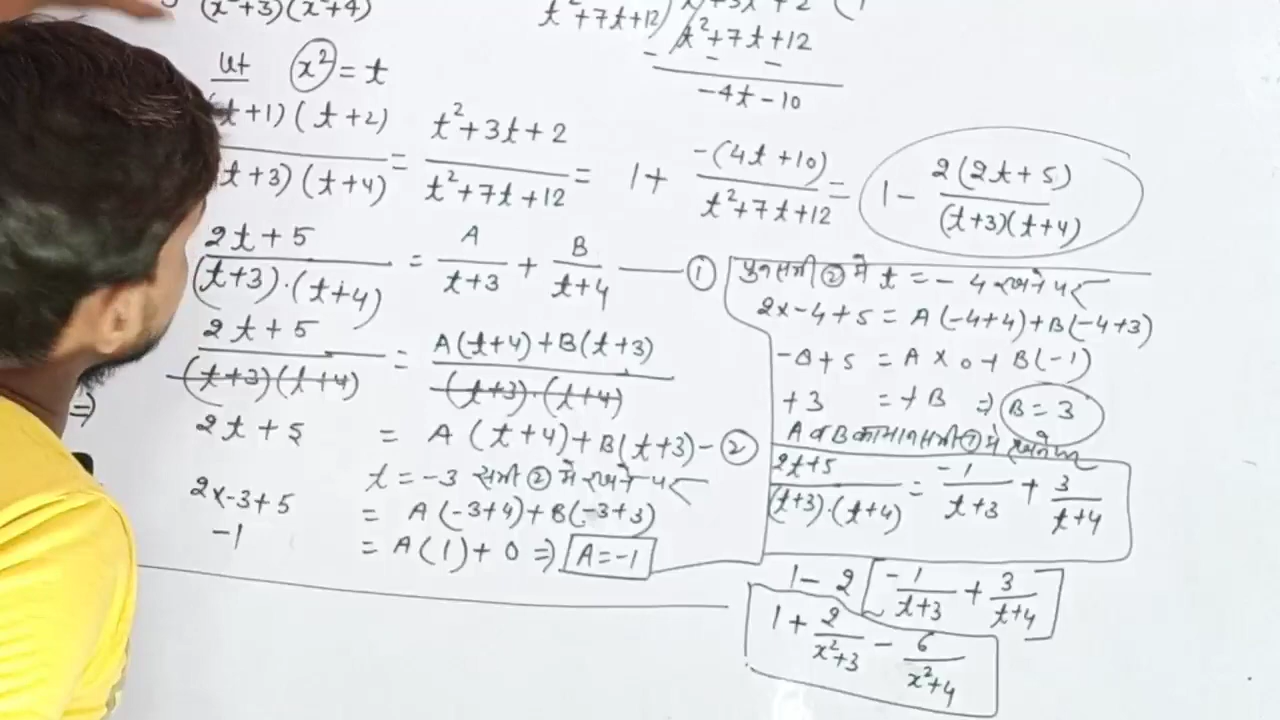 (x²+3)(x²+4)
t²+7t+12) t²+3t+2 (1
t²+7t+12
- - -
-4t-10
let x² = t
(t+1)(t+2) / (t+3)(t+4) = t²+3t+2 / t²+7t+12 = 1+ -(4t+10) / t²+7t+12 = 1 - 2(2t+5) / (t+3)(t+4)
2t+5 / (t+3)·(t+4) = A / t+3 + B / t+4 —— ①
2t+5 / (t+3)(t+4) = A(t+4)+B(t+3) / (t+3)·(t+4)
⇒ 2t+5 = A(t+4)+B(t+3) - ②
t = -3 समी ② में रखने पर
2x-3+5 = A(-3+4)+B(-3+3)
-1 = A(1)+0 ⇒ A=-1
पुनः समी ② में t = -4 रखने पर
2x-4+5 = A(-4+4)+B(-4+3)
-8+5 = A×0+B(-1)
+3 = +B ⇒ B=3
A व B का मान समी ① में रखने पर
2t+5 / (t+3)·(t+4) = -1 / t+3 + 3 / t+4
1-2[-1 / t+3 + 3 / t+4]
1+ 2 / x²+3 - 6 / x²+4